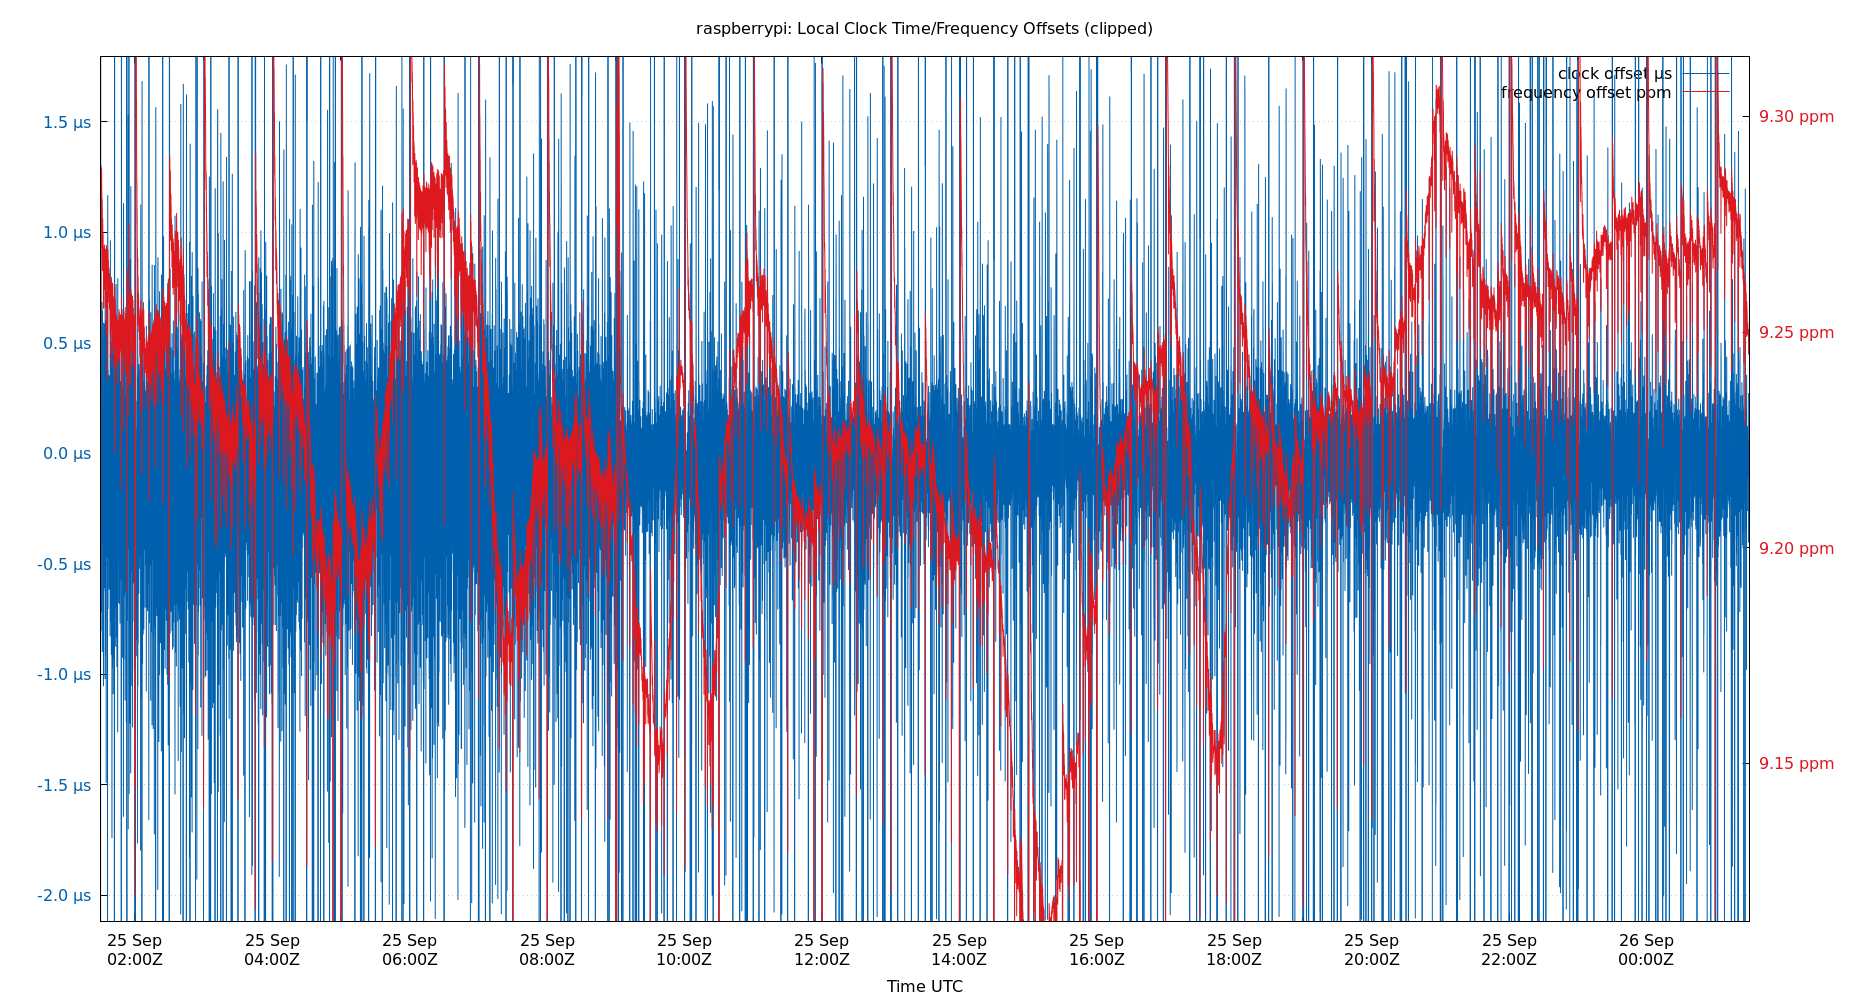 raspberrypi: Local Clock Time/Frequency Offsets (clipped)
clock offset µs
frequency offset ppm
1.5 µs
1.0 µs
0.5 µs
0.0 µs
-0.5 µs
-1.0 µs
-1.5 µs
-2.0 µs
9.30 ppm
9.25 ppm
9.20 ppm
9.15 ppm
25 Sep 25 Sep 25 Sep 25 Sep 25 Sep 25 Sep 25 Sep 25 Sep 25 Sep 25 Sep 25 Sep 26 Sep
02:00Z 04:00Z 06:00Z 08:00Z 10:00Z 12:00Z 14:00Z 16:00Z 18:00Z 20:00Z 22:00Z 00:00Z
Time UTC